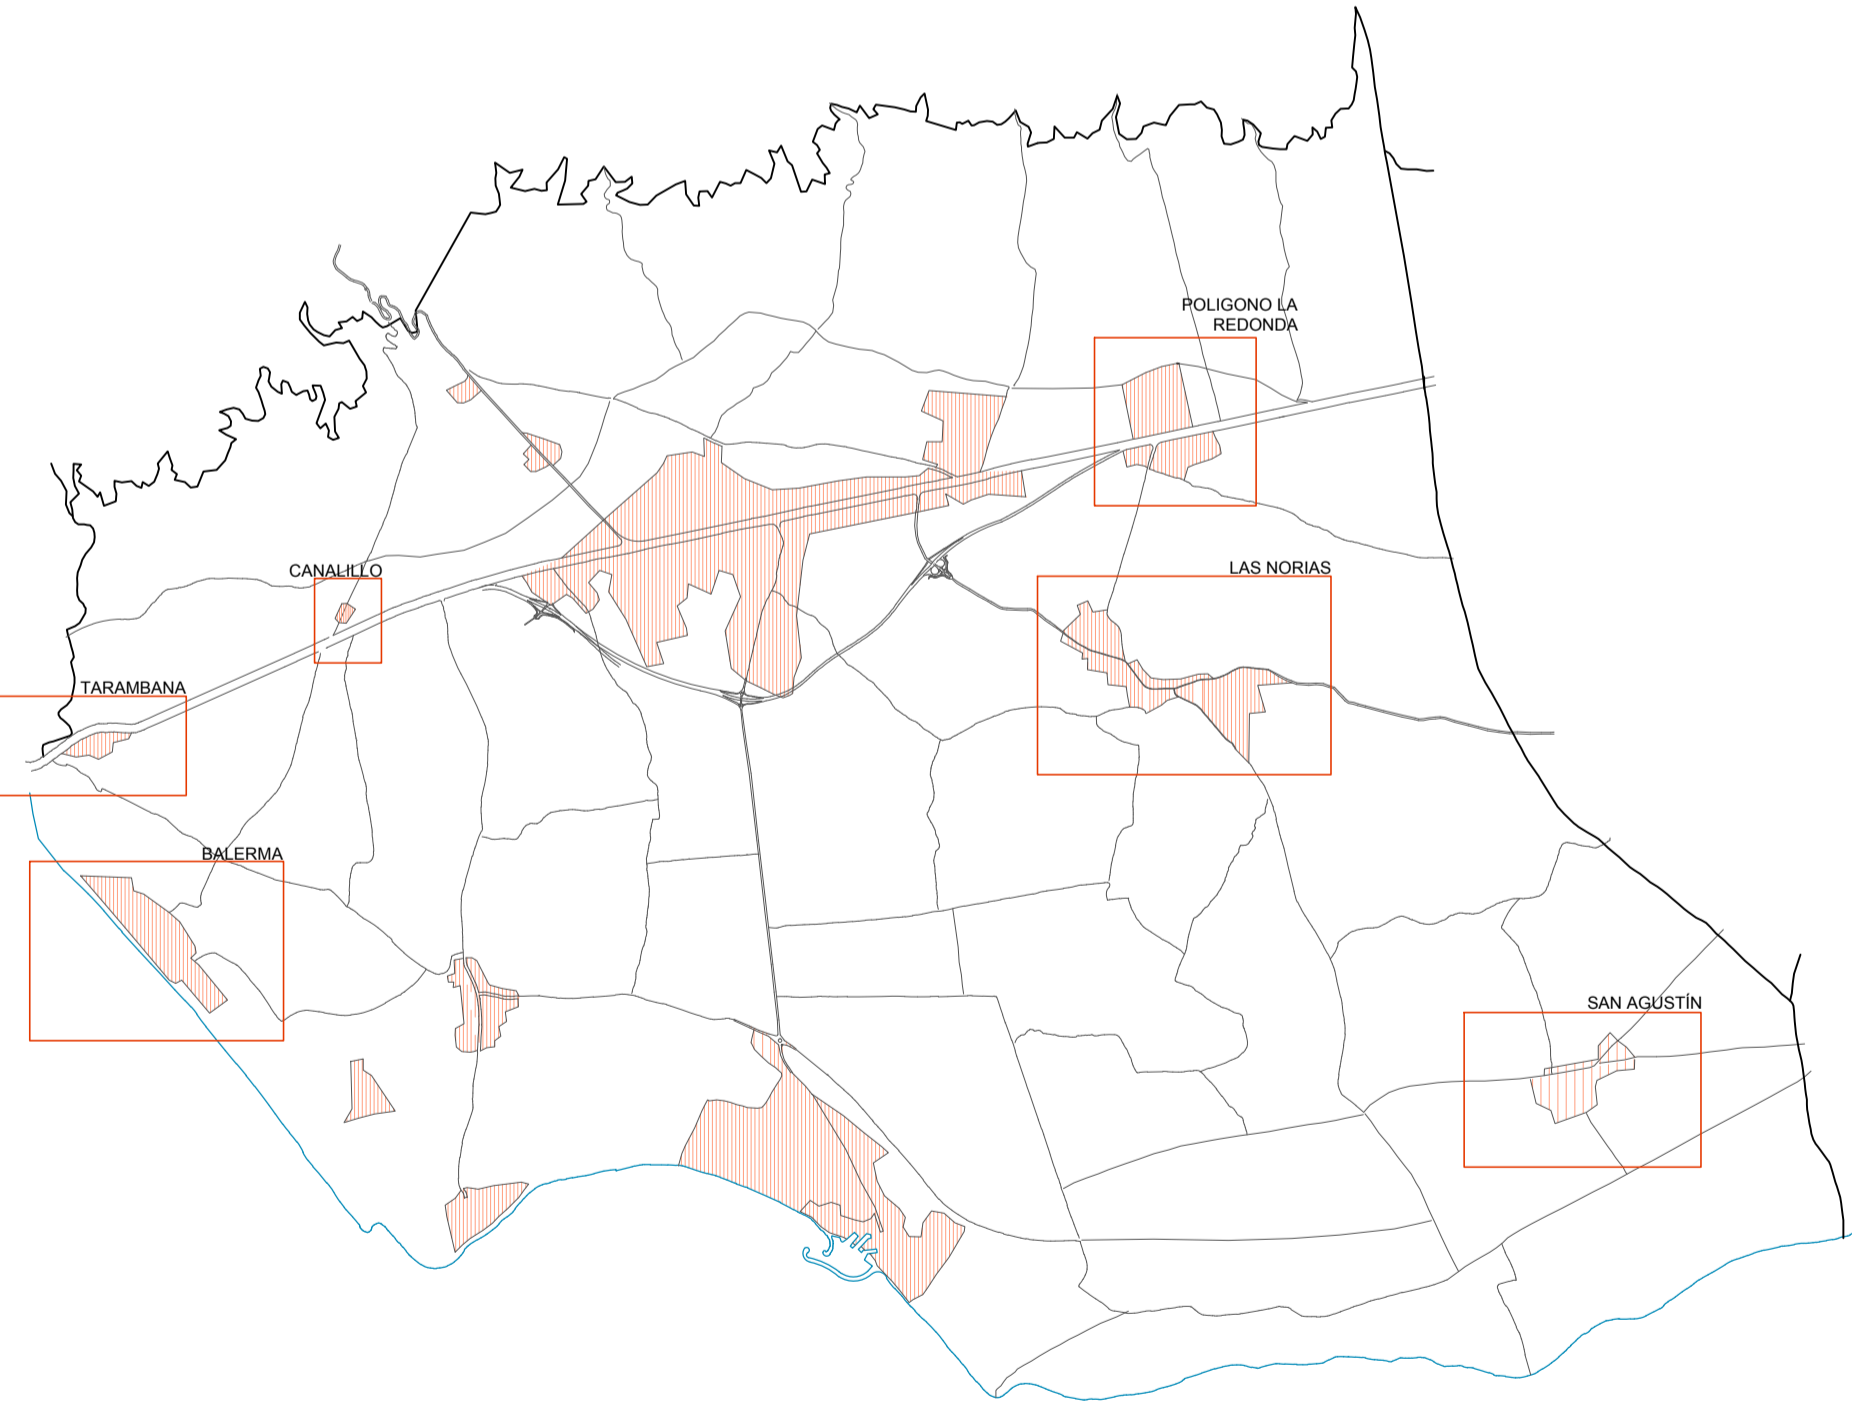 POLIGONO LA
REDONDA
CANALILLO
LAS NORIAS
TARAMBANA
BALERMA
SAN AGUSTÍN